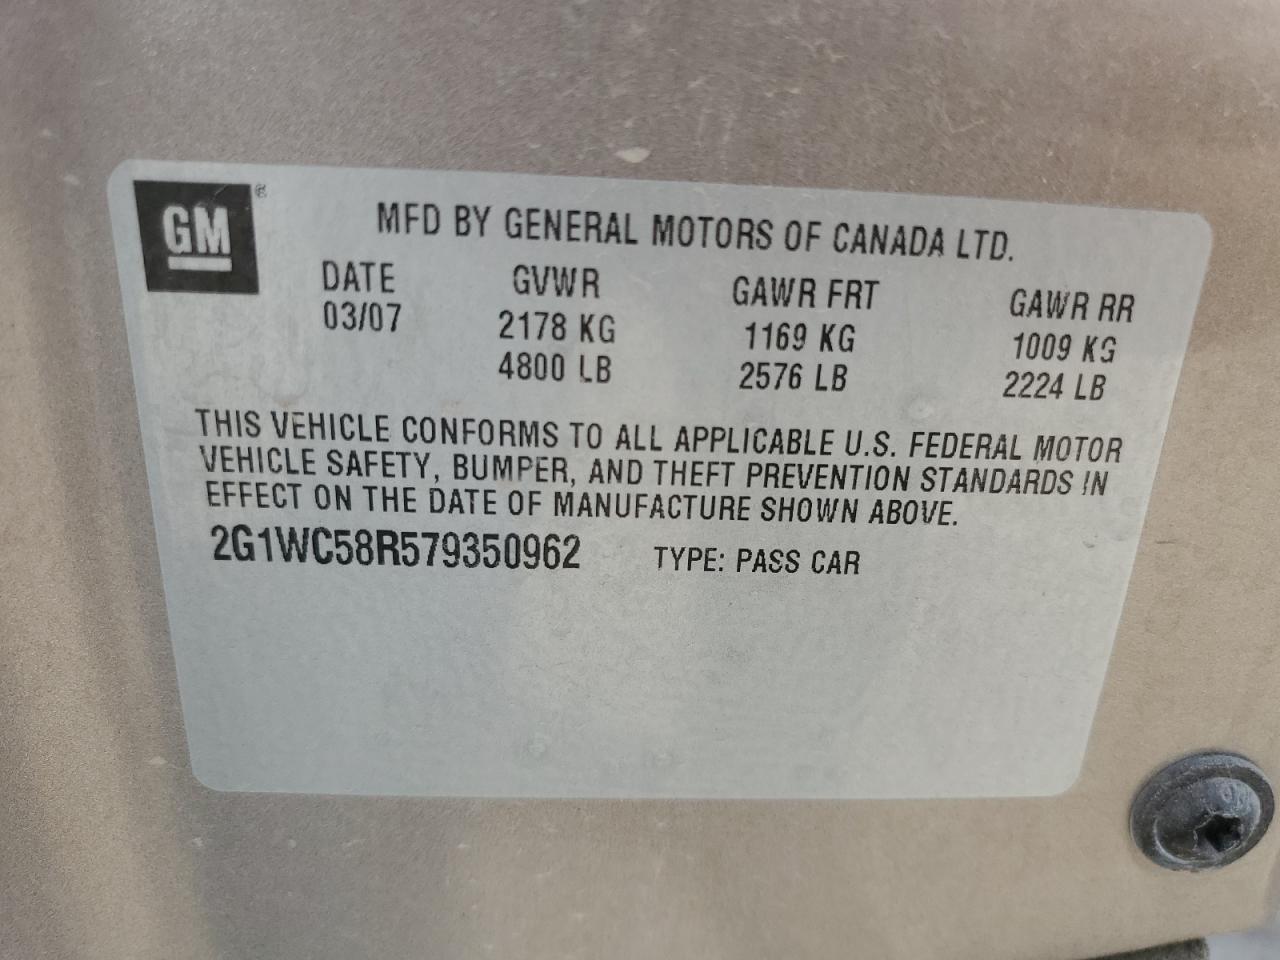 GM ®
MFD BY GENERAL MOTORS OF CANADA LTD.
DATE GVWR GAWR FRT GAWR RR
03/07 2178 KG 1169 KG 1009 KG
4800 LB 2576 LB 2224 LB
THIS VEHICLE CONFORMS TO ALL APPLICABLE U.S. FEDERAL MOTOR
VEHICLE SAFETY, BUMPER, AND THEFT PREVENTION STANDARDS IN
EFFECT ON THE DATE OF MANUFACTURE SHOWN ABOVE.
2G1WC58R579350962 TYPE: PASS CAR